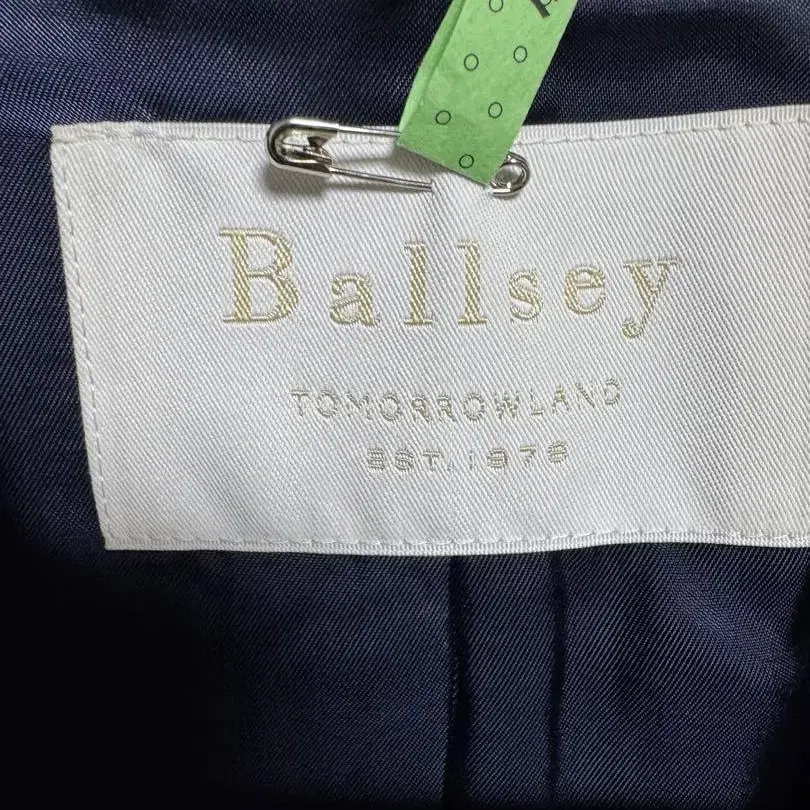 Ballsey
TOMORROWLAND
EST. 1978